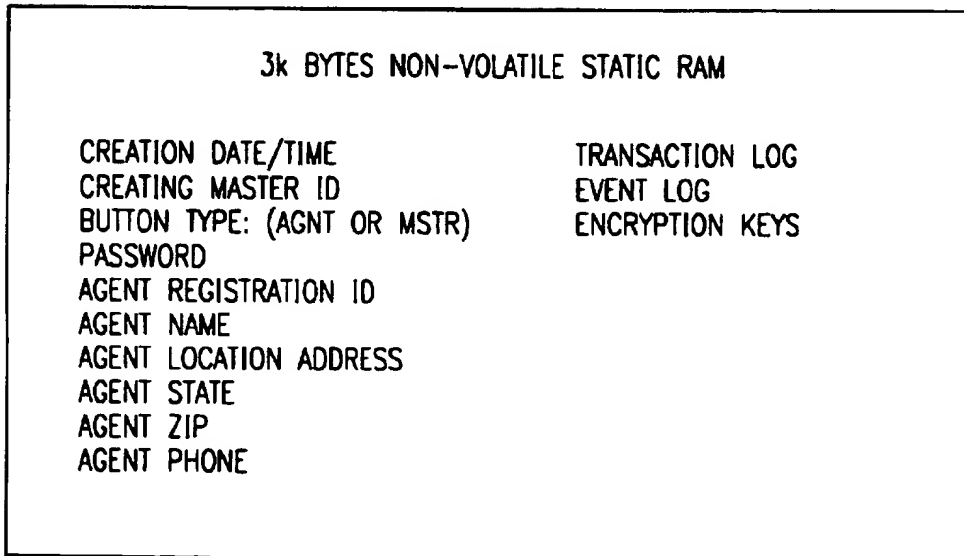 3k BYTES NON-VOLATILE STATIC RAM
CREATION DATE/TIME
CREATING MASTER ID
BUTTON TYPE: (AGNT OR MSTR)
PASSWORD
AGENT REGISTRATION ID
AGENT NAME
AGENT LOCATION ADDRESS
AGENT STATE
AGENT ZIP
AGENT PHONE
TRANSACTION LOG
EVENT LOG
ENCRYPTION KEYS